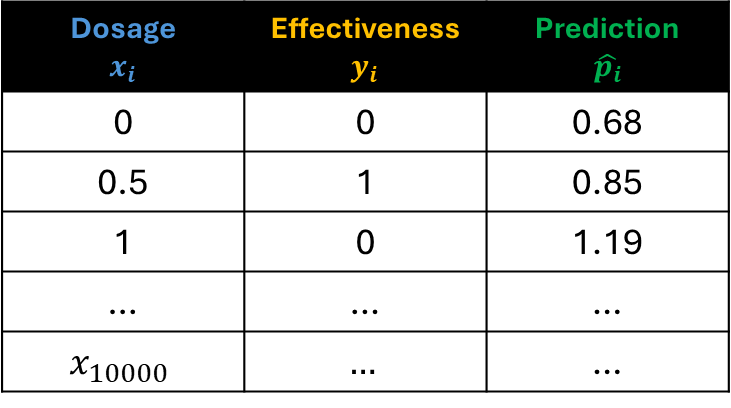 Dosage Effectiveness Prediction
xᵢ yᵢ p̂ᵢ
0 0 0.68
0.5 1 0.85
1 0 1.19
... ... ...
x₁₀₀₀₀ ... ...